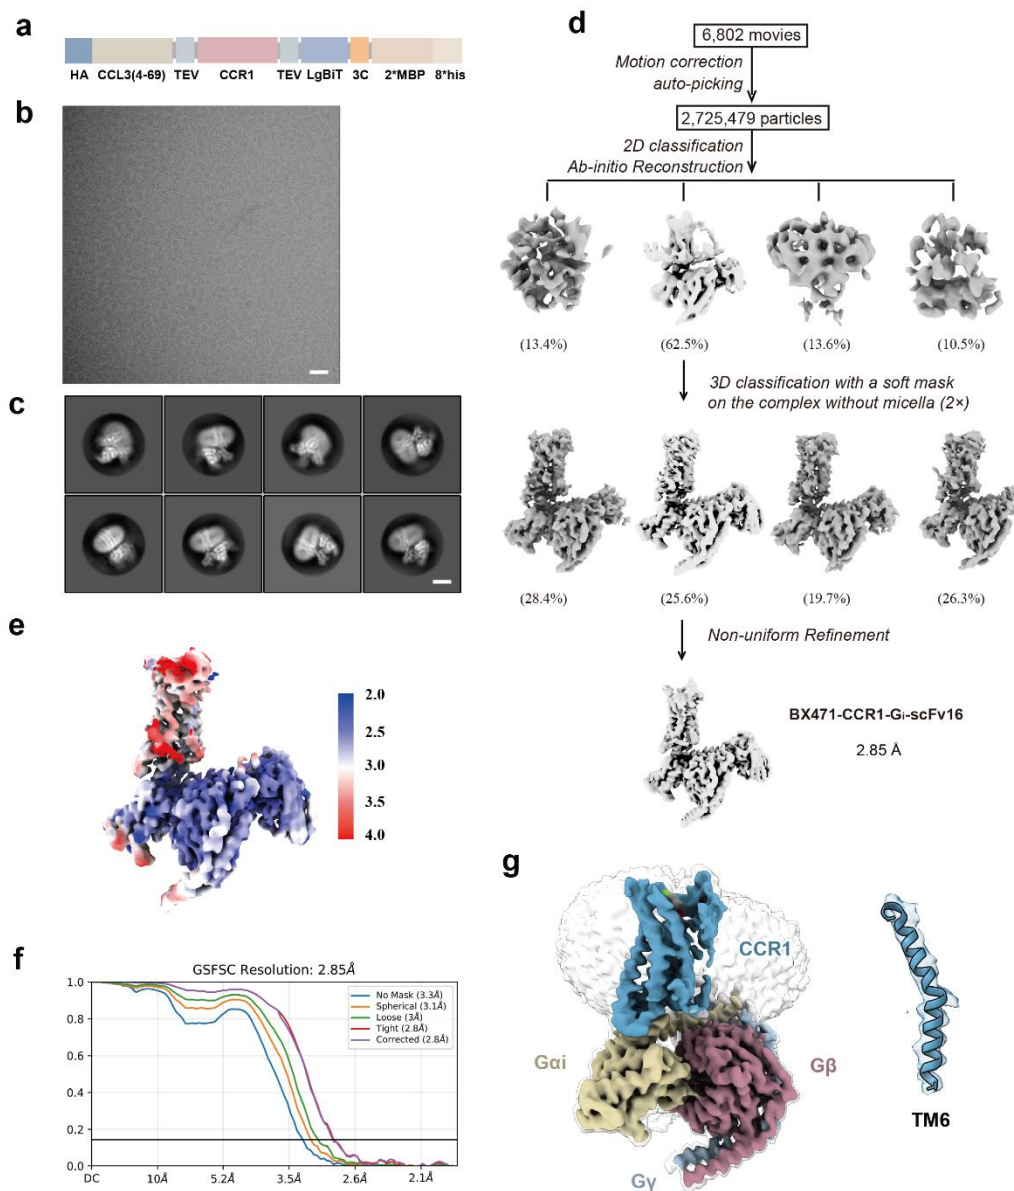 a
HA CCL3(4-69) TEV CCR1 TEV LgBiT 3C 2*MBP 8*his
b
c
d
6,802 movies
Motion correction
auto-picking
2,725,479 particles
2D classification
Ab-initio Reconstruction
(13.4%) (62.5%) (13.6%) (10.5%)
3D classification with a soft mask
on the complex without micella (2×)
(28.4%) (25.6%) (19.7%) (26.3%)
Non-uniform Refinement
BX471-CCR1-Gi-scFv16
2.85 Å
e
2.0
2.5
3.0
3.5
4.0
f
GSFSC Resolution: 2.85Å
No Mask (3.3Å)
Spherical (3.1Å)
Loose (3Å)
Tight (2.8Å)
Corrected (2.8Å)
1.0
0.8
0.6
0.4
0.2
0.0
DC 10Å 5.2Å 3.5Å 2.6Å 2.1Å
g
CCR1
Gαi
Gβ
Gγ
TM6